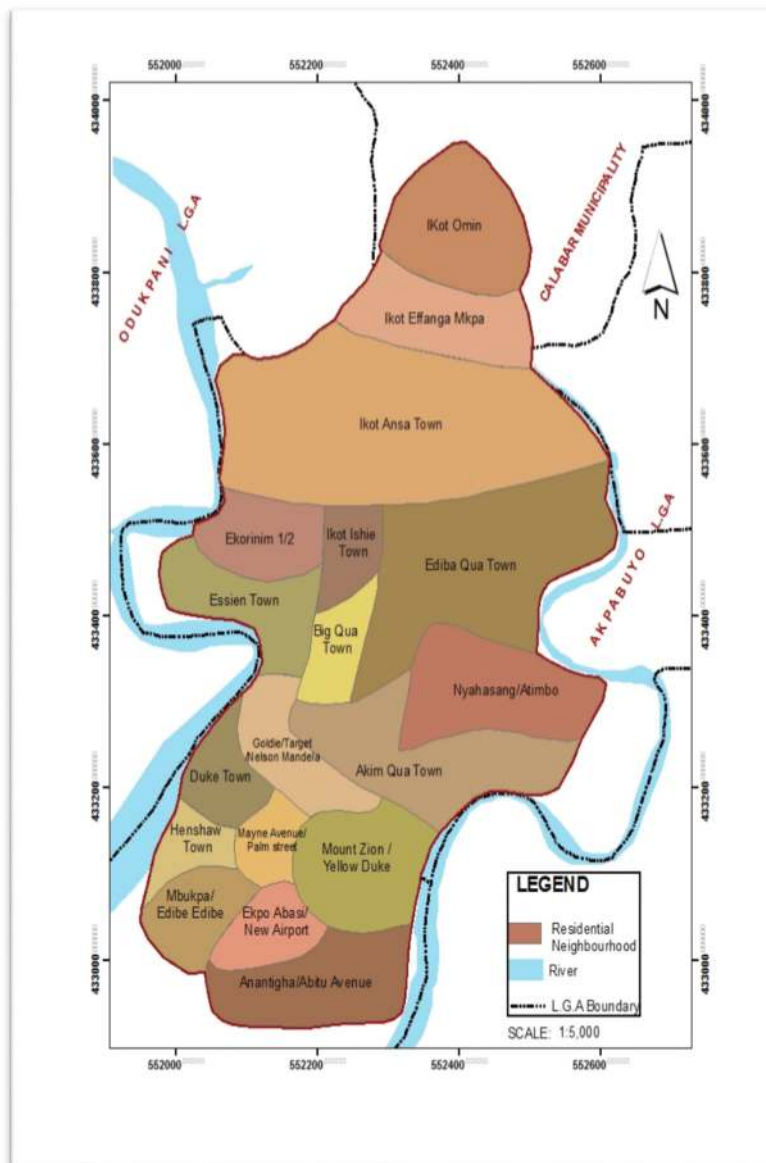 552000
552200
552400
552600
434000
434000
ODUKPANI L.G.A
CALABAR MUNICIPALITY
IKot Omin
N
433800
433800
Ikot Effanga Mkpa
Ikot Ansa Town
433600
433600
Ekorinim 1/2
Ikot Ishie
Town
Ediba Qua Town
AKPABUYO L.G.A
Essien Town
433400
433400
Big Qua
Town
Nyahasang/Atimbo
Goldie/Target
/Nelson Mandela
Akim Qua Town
Duke Town
433200
433200
Henshaw
Town
Mayne Avenue/
Palm street
Mount Zion /
Yellow Duke
Mbukpa/
Edibe Edibe
Ekpo Abasi/
New Airport
Anantigha/Abitu Avenue
433000
433000
LEGEND
Residential
Neighbourhood
River
L.G.A Boundary
SCALE: 1:5,000
552000
552200
552400
552600